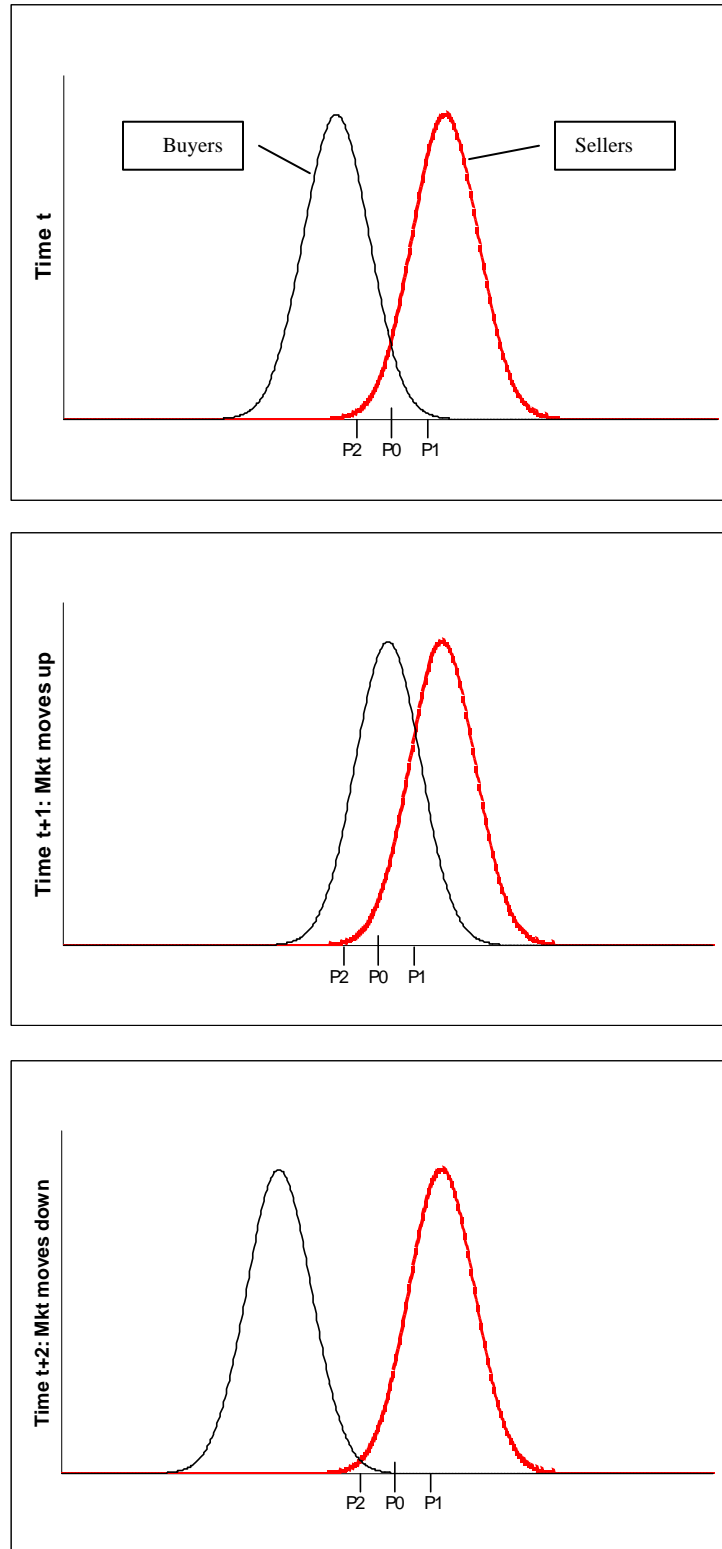 Buyers
Sellers
Time t
P2 P0 P1
Time t+1: Mkt moves up
P2 P0 P1
Time t+2: Mkt moves down
P2 P0 P1